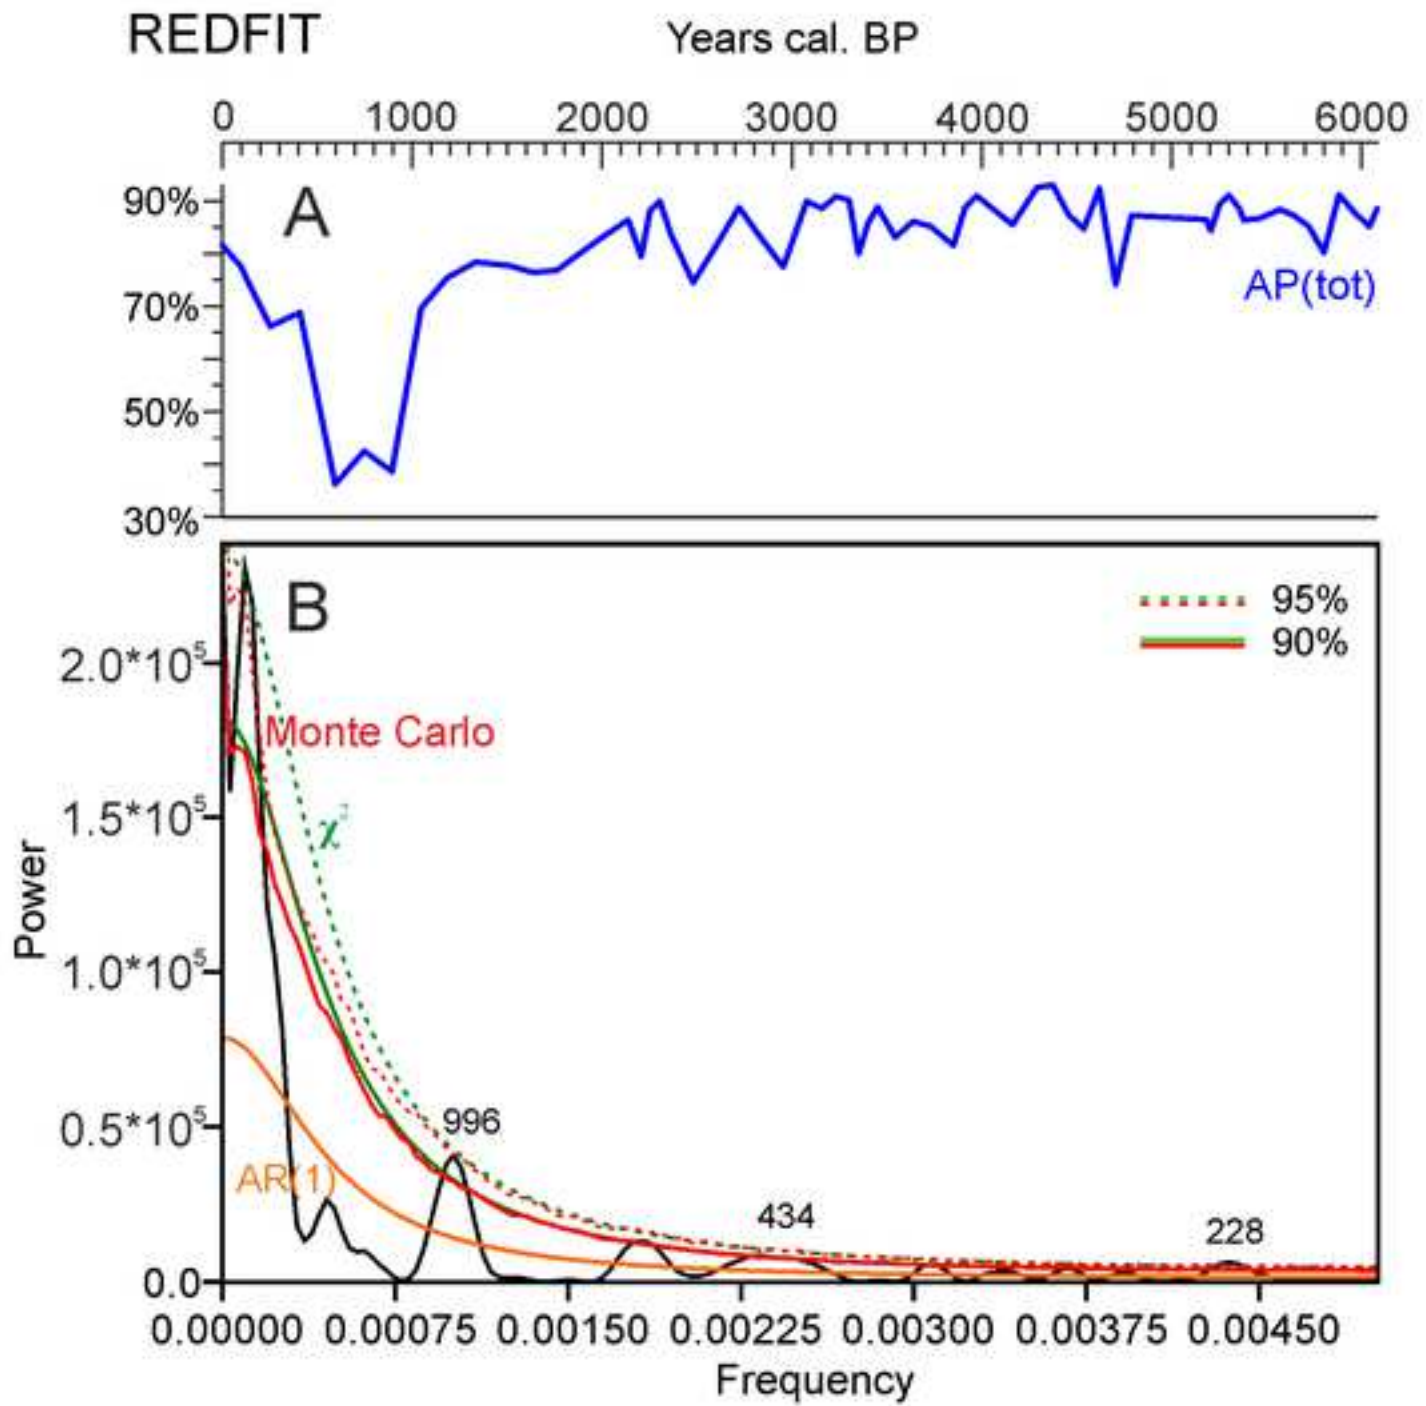 REDFIT
Years cal. BP
0 1000 2000 3000 4000 5000 6000
A
90%
70%
50%
30%
AP(tot)
B
95%
90%
2.0*10⁵
Monte Carlo
1.5*10⁵
χ²
Power
1.0*10⁵
0.5*10⁵
996
AR(1)
434
228
0.0
0.00000 0.00075 0.00150 0.00225 0.00300 0.00375 0.00450
Frequency